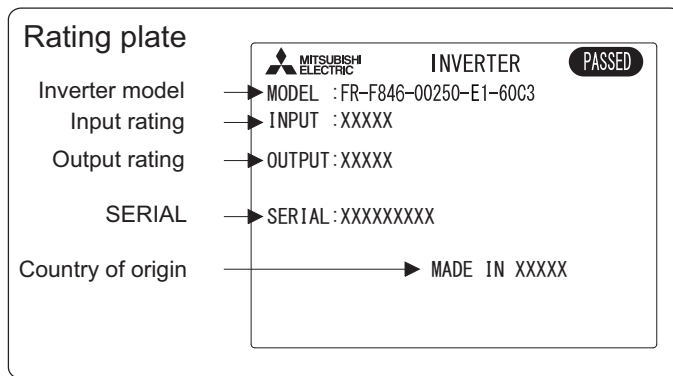 Rating plate
MITSUBISHI
ELECTRIC
INVERTER
PASSED
Inverter model
MODEL :FR-F846-00250-E1-60C3
Input rating
INPUT :XXXXX
Output rating
OUTPUT:XXXXX
SERIAL
SERIAL:XXXXXXXXX
Country of origin
MADE IN XXXXX